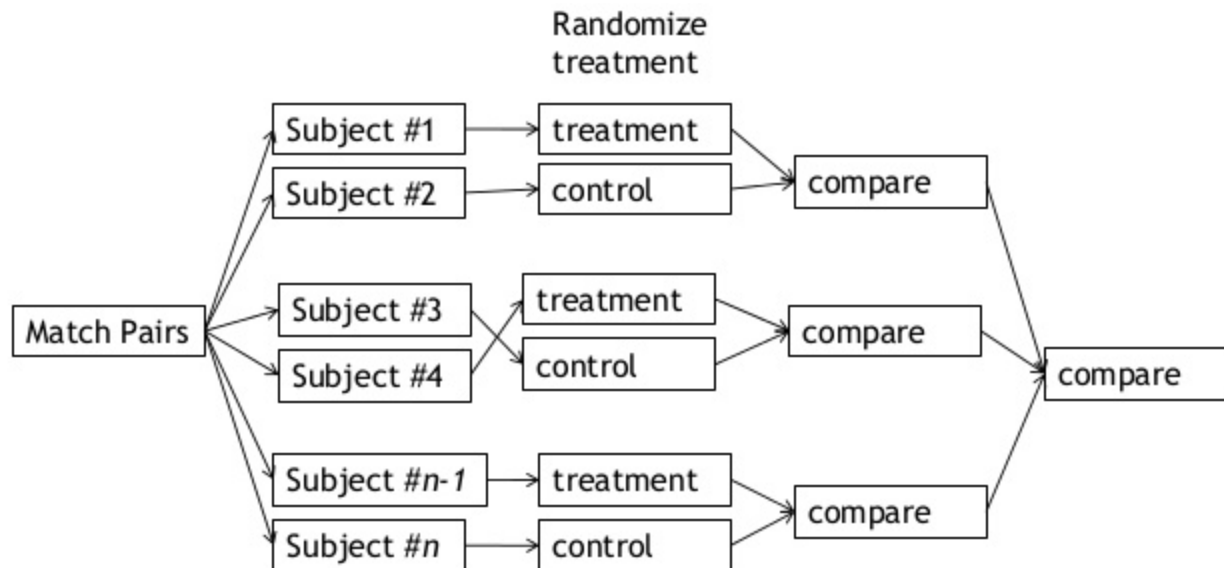 Randomize
treatment
Subject #1
treatment
Subject #2
control
compare
Match Pairs
Subject #3
treatment
Subject #4
control
compare
compare
Subject #n-1
treatment
Subject #n
control
compare